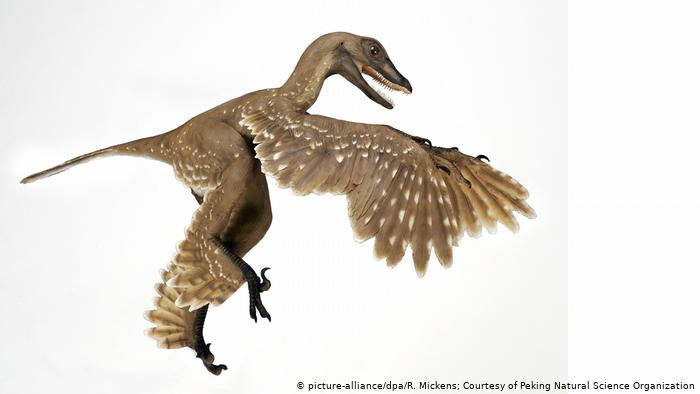 © picture-alliance/dpa/R. Mickens; Courtesy of Peking Natural Science Organization